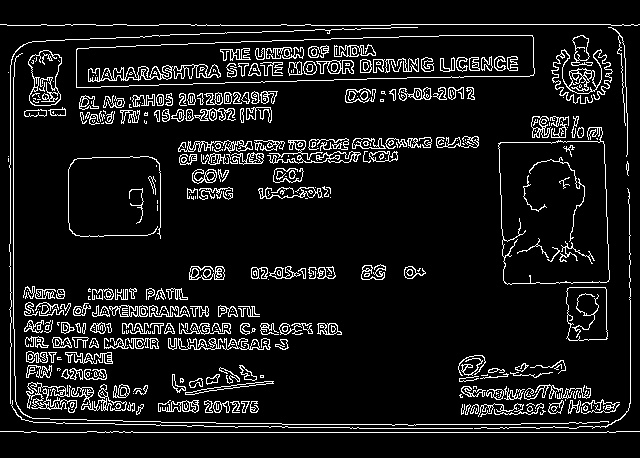 THE UNION OF INDIA
MAHARASHTRA STATE MOTOR DRIVING LICENCE
DL No : MH05 20120024967 DOI : 16-08-2012
Valid Till : 15-08-2032 (NT)
FORM 7
RULE 16 (2)
AUTHORISATION TO DRIVE FOLLOWING CLASS
OF VEHICLES THROUGHOUT INDIA
COV DOI
MCWG 16-08-2012
DOB 02-05-1993 BG O+
Name : MOHIT PATIL
S/D/W of JAYENDRANATH PATIL
Add D-1/ 401 MAMTA NAGAR C- BLOCK RD.
NR. DATTA MANDIR ULHASNAGAR -3
DIST- THANE
PIN 421003
Signature & ID of
Issuing Authority MH05 201275
Signature/Thumb
Impression of Holder